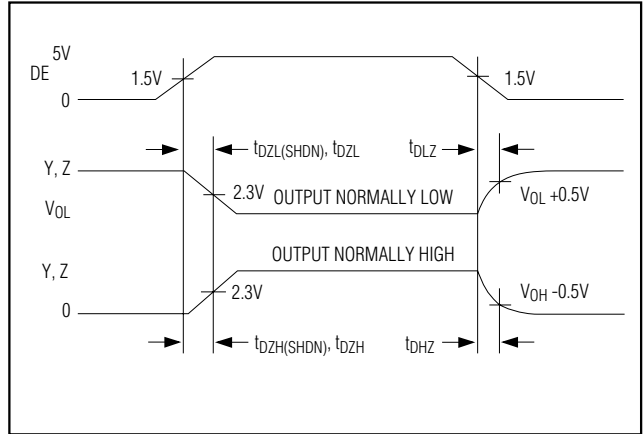 5V
DE
1.5V
1.5V
0
tDZL(SHDN), tDZL
tDLZ
Y, Z
OUTPUT NORMALLY LOW
VOL +0.5V
2.3V
VOL
OUTPUT NORMALLY HIGH
Y, Z
2.3V
VOH -0.5V
0
tDZH(SHDN), tDZH
tDHZ